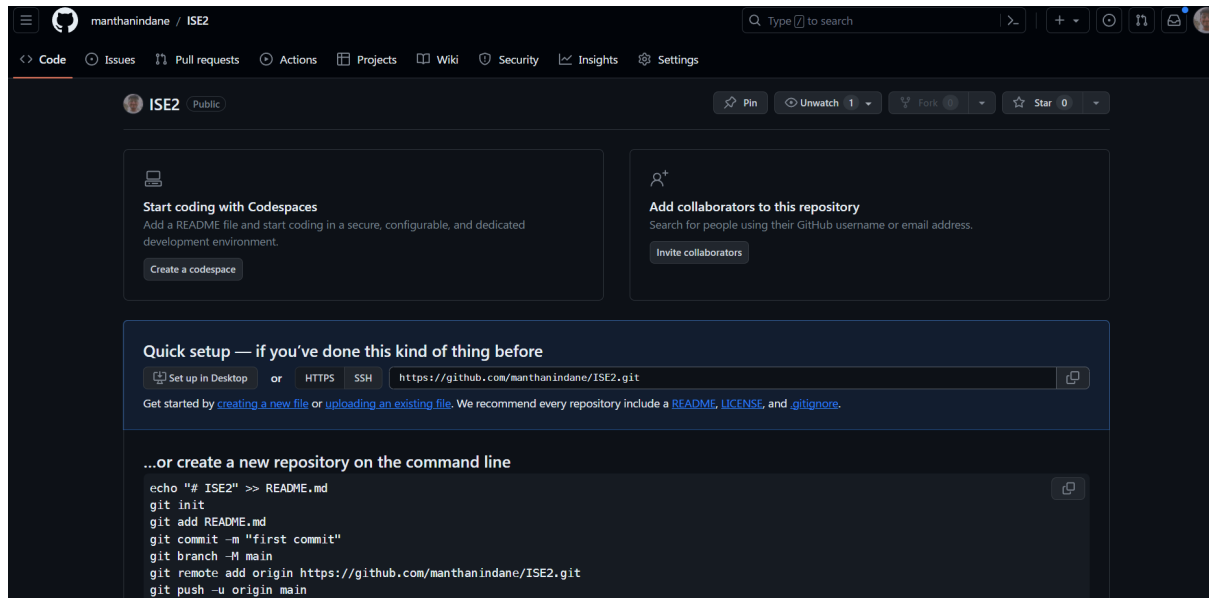 manthanindane / ISE2
Type / to search
Code Issues Pull requests Actions Projects Wiki Security Insights Settings
ISE2 Public
Pin Unwatch 1 Fork 0 Star 0
Start coding with Codespaces
Add a README file and start coding in a secure, configurable, and dedicated
development environment.
Create a codespace
Add collaborators to this repository
Search for people using their GitHub username or email address.
Invite collaborators
Quick setup — if you've done this kind of thing before
Set up in Desktop or HTTPS SSH https://github.com/manthanindane/ISE2.git
Get started by creating a new file or uploading an existing file. We recommend every repository include a README, LICENSE, and .gitignore.
...or create a new repository on the command line
echo "# ISE2" >> README.md
git init
git add README.md
git commit -m "first commit"
git branch -M main
git remote add origin https://github.com/manthanindane/ISE2.git
git push -u origin main